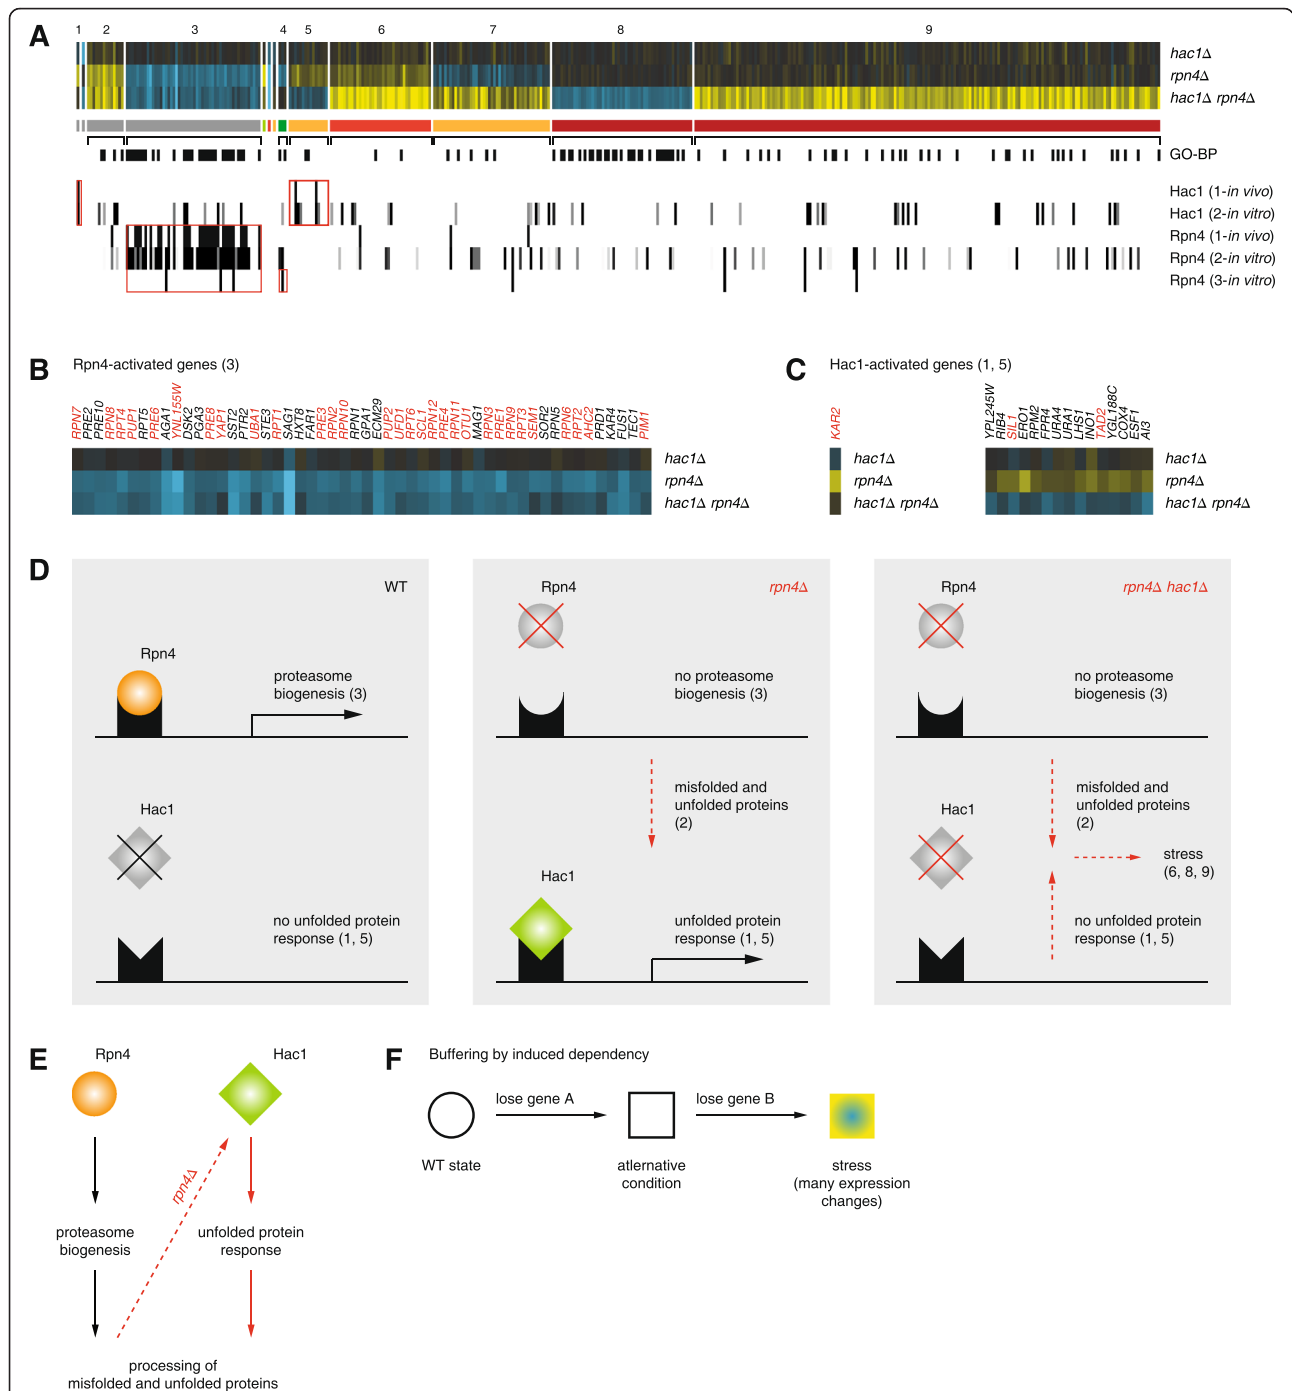 A
1 2 3 4 5 6 7 8 9
hac1Δ
rpn4Δ
hac1Δ rpn4Δ
GO-BP
Hac1 (1-in vivo)
Hac1 (2-in vitro)
Rpn4 (1-in vivo)
Rpn4 (2-in vitro)
Rpn4 (3-in vitro)
B
Rpn4-activated genes (3)
RPN7
PRE2
PRE10
RPN8
RPT4
PUP1
RPT5
PRE6
AGA1
YNL155W
DSK2
PGA3
PRE8
YAP1
SST2
PTR2
UBA1
STE3
RPT1
SAG1
HXT8
FAR1
PRE3
RPN2
RPN10
RPN1
GPA1
ECM29
PUP2
UFD1
RPT6
SCL1
RPN12
PRE4
RPN11
OTU1
MAG1
RPN3
PRE1
RPN9
RPT3
SEM1
SOR2
RPN5
RPN6
RPT2
AHC2
PRD1
KAR4
FUS1
TEC1
PIM1
hac1Δ
rpn4Δ
hac1Δ rpn4Δ
C
Hac1-activated genes (1, 5)
KAR2
hac1Δ
rpn4Δ
hac1Δ rpn4Δ
YPL245W
RIB4
SIL1
ERO1
RPM2
FPR4
URA4
URA1
LHS1
INO1
TAD2
YGL188C
COX4
ESF1
AI3
hac1Δ
rpn4Δ
hac1Δ rpn4Δ
D
WT
Rpn4
proteasome
biogenesis (3)
Hac1
no unfolded protein
response (1, 5)
Rpn4
rpn4Δ
no proteasome
biogenesis (3)
misfolded and
unfolded proteins
(2)
Hac1
unfolded protein
response (1, 5)
Rpn4
rpn4Δ hac1Δ
no proteasome
biogenesis (3)
misfolded and
unfolded proteins
(2)
Hac1
stress
(6, 8, 9)
no unfolded protein
response (1, 5)
E
Rpn4
Hac1
rpn4Δ
proteasome
biogenesis
unfolded protein
response
processing of
misfolded and unfolded proteins
F
Buffering by induced dependency
lose gene A
lose gene B
WT state
atlernative
condition
stress
(many expression
changes)